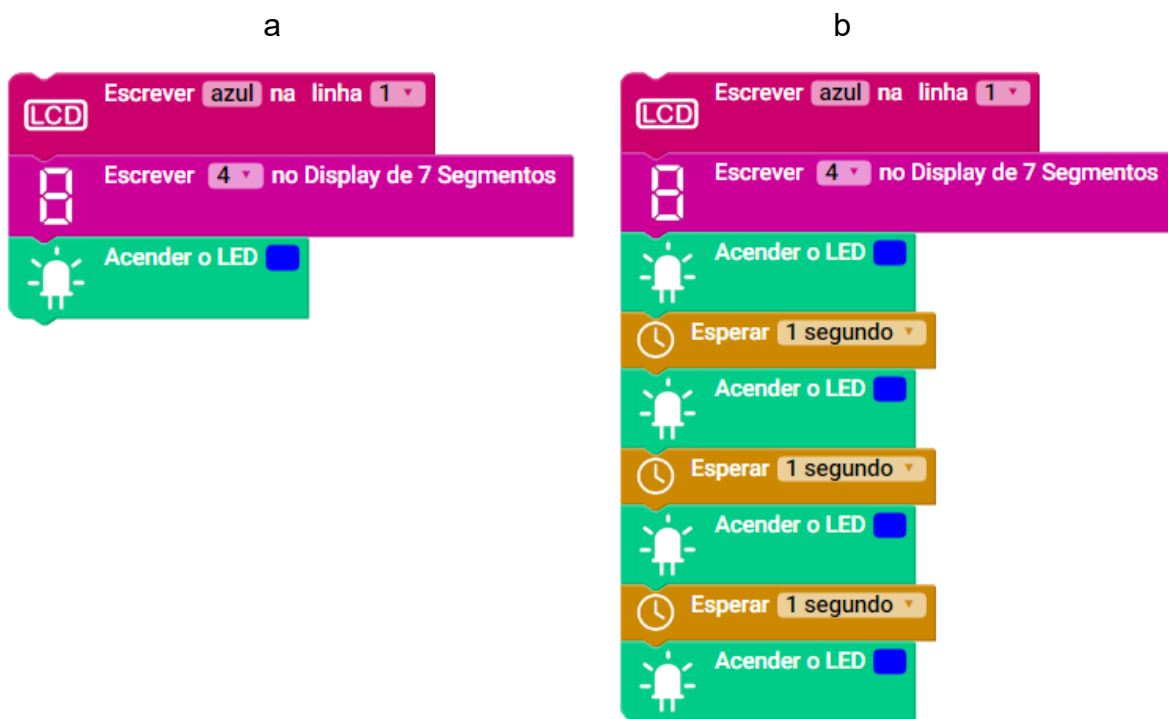 a
LCD
Escrever azul na linha 1
Escrever 4 no Display de 7 Segmentos
Acender o LED
b
LCD
Escrever azul na linha 1
Escrever 4 no Display de 7 Segmentos
Acender o LED
Esperar 1 segundo
Acender o LED
Esperar 1 segundo
Acender o LED
Esperar 1 segundo
Acender o LED